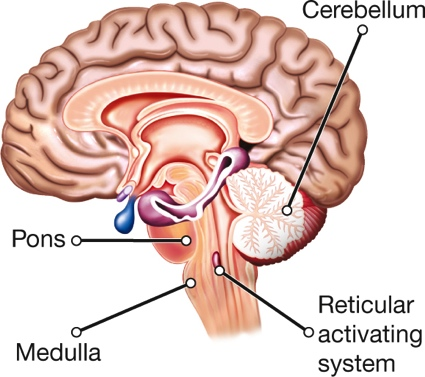 Cerebellum
Pons
Medulla
Reticular
activating
system